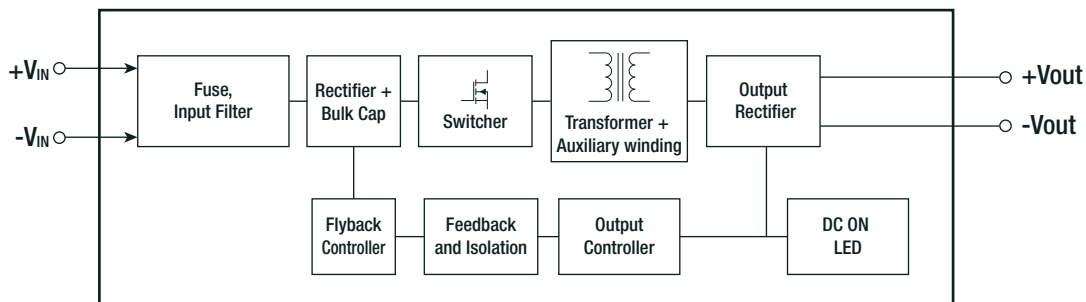 +VIN
-VIN
Fuse,
Input Filter
Rectifier +
Bulk Cap
Switcher
Transformer +
Auxiliary winding
Output
Rectifier
+Vout
-Vout
Flyback
Controller
Feedback
and Isolation
Output
Controller
DC ON
LED